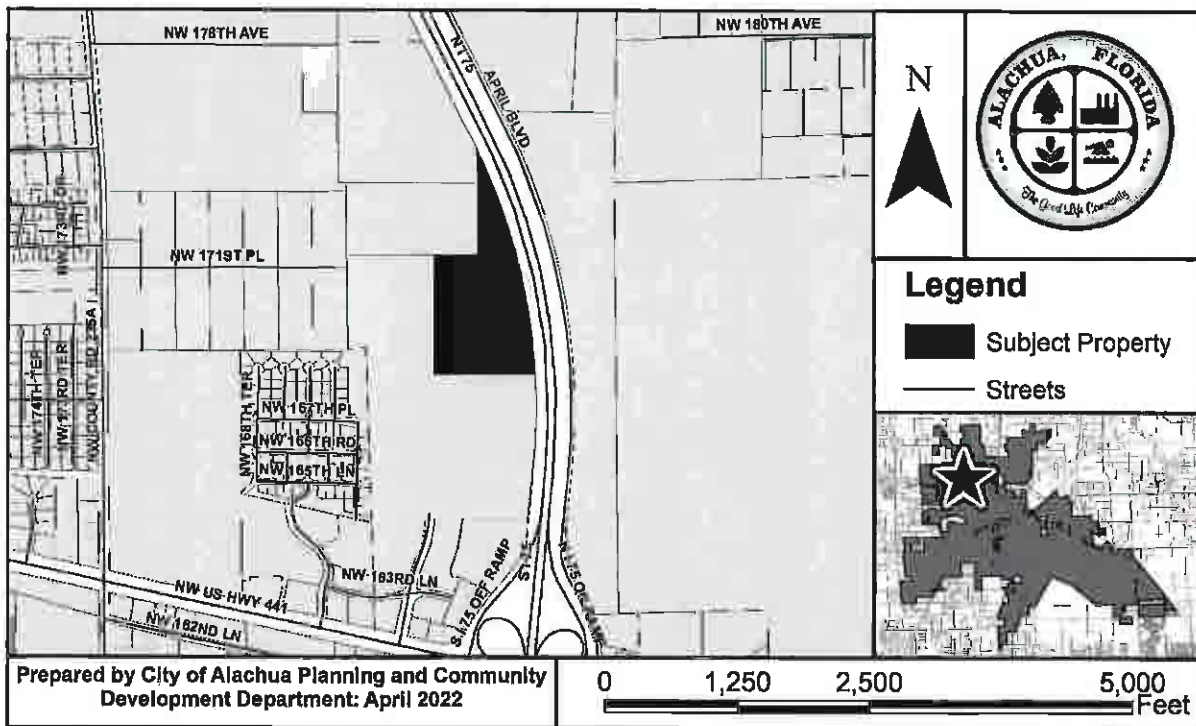 NW 178TH AVE
NW 180TH AVE
N I 75
APRIL BLVD
NW 173RD DR
NW 171ST PL
NW 174TH TER
NW 171RD TER
NW COUNTY RD 235A
NW 168TH TER
NW 167TH PL
NW 166TH RD
NW 165TH LN
NW 163RD LN
NW US HWY 441
NW 162ND LN
S I 75 OFF RAMP
S I 75
N I 75 ON RAMP
N
ALACHUA, FLORIDA
The Good Life Community
Legend
Subject Property
Streets
Prepared by City of Alachua Planning and Community
Development Department: April 2022
0 1,250 2,500 5,000
Feet